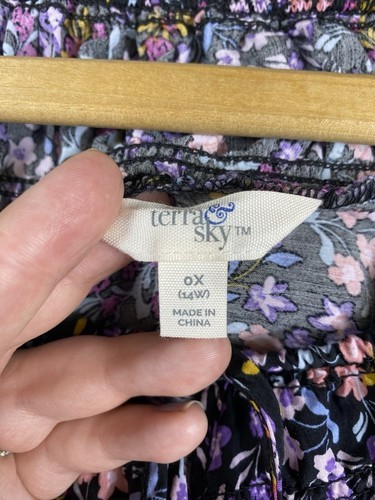 terra &
sky™
0X
(14W)
MADE IN
CHINA